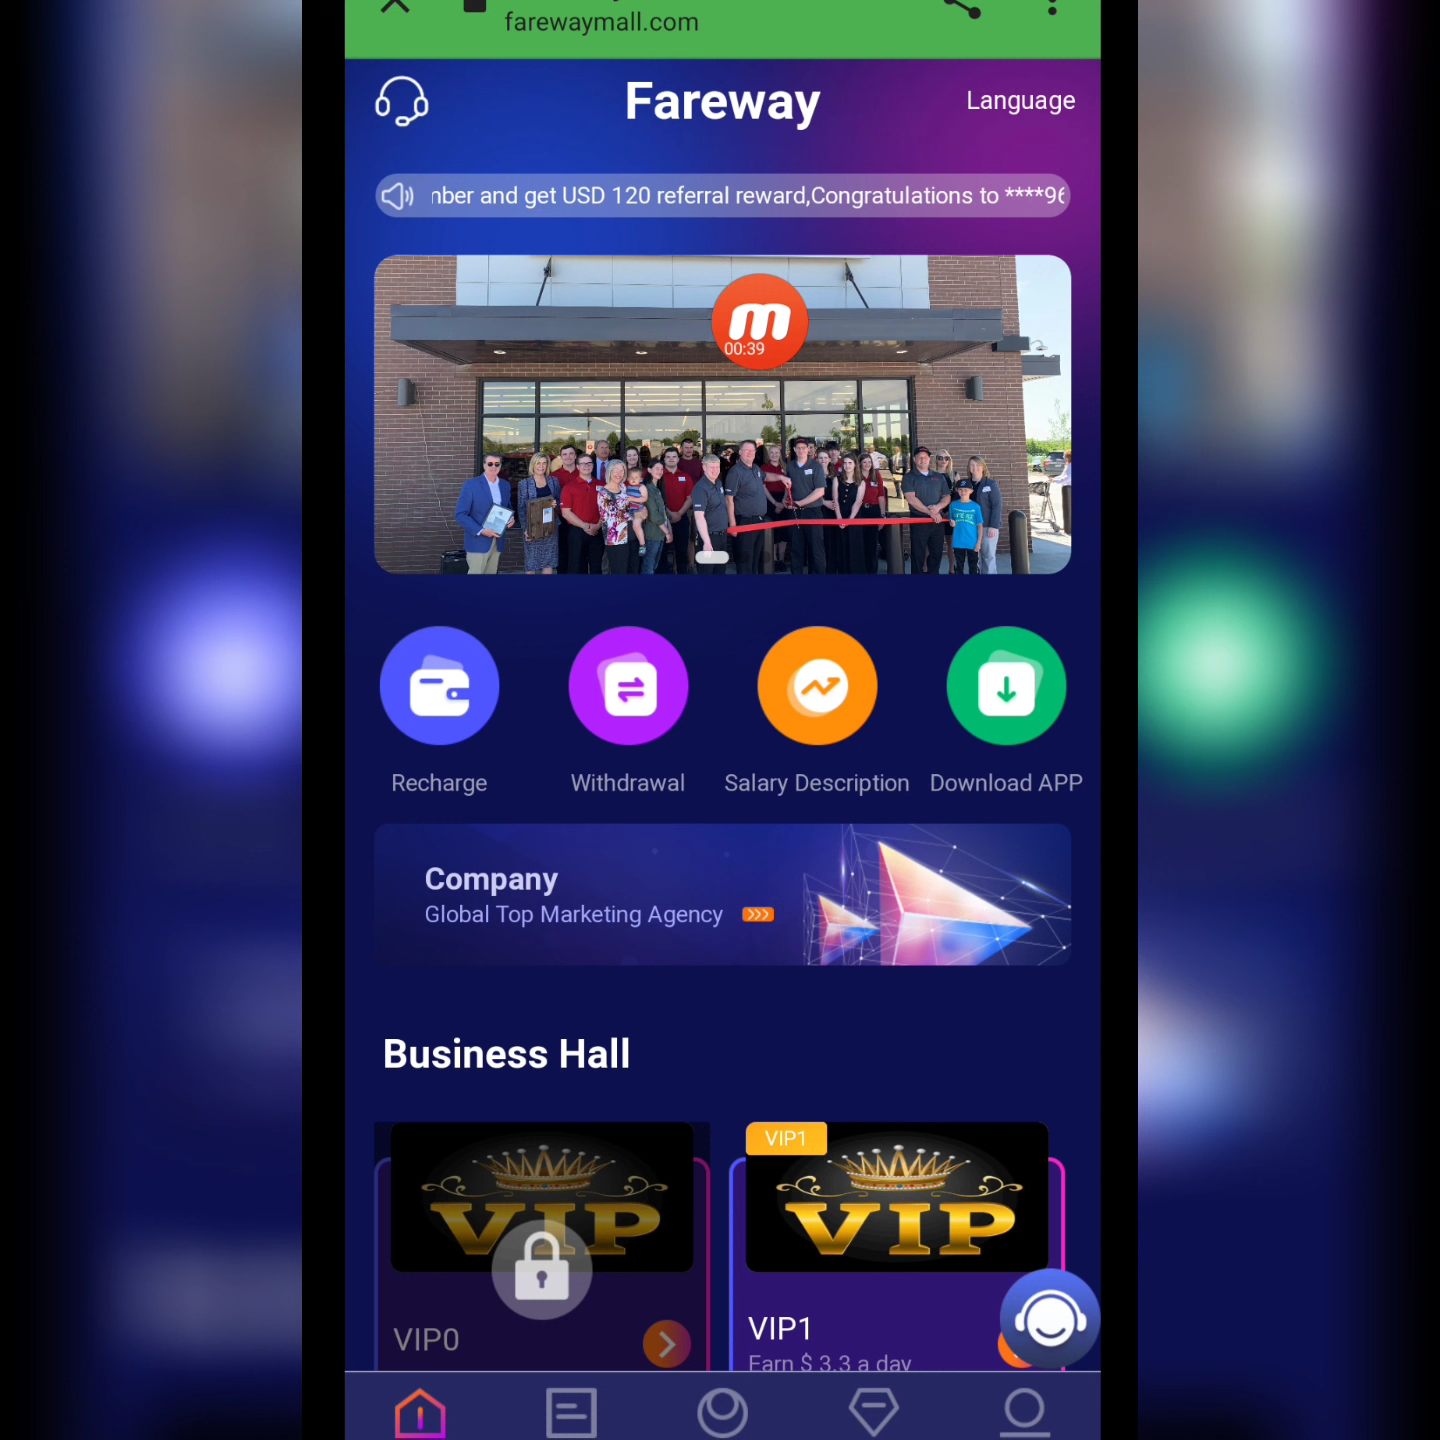 farewaymall.com
Fareway
Language
and get USD 120 referral reward,Congratulations to ****96
00:39
Recharge
Withdrawal
Salary Description
Download APP
Company
Global Top Marketing Agency
Business Hall
VIP
VIP1
VIP
VIP0
VIP1
Earn $ 3.3 a day